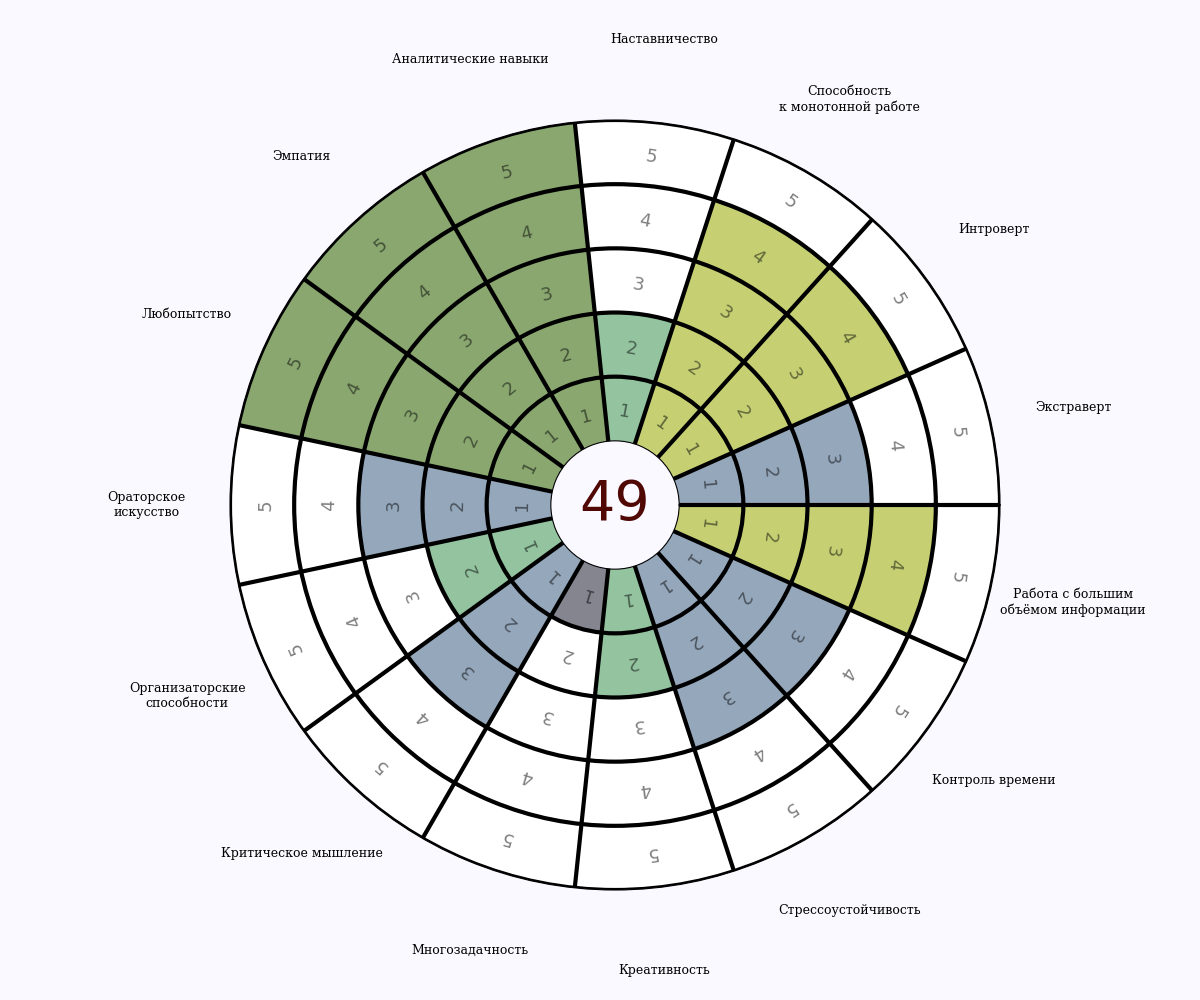 Наставничество
5 4 3 2 1
Способность
к монотонной работе
5 4 3 2 1
Интроверт
5 4 3 2 1
Экстраверт
5 4 3 2 1
Работа с большим
объёмом информации
5 4 3 2 1
Контроль времени
5 4 3 2 1
Стрессоустойчивость
5 4 3 2 1
Креативность
5 4 3 2 1
Многозадачность
5 4 3 2 1
Критическое мышление
5 4 3 2 1
Организаторские
способности
5 4 3 2 1
Ораторское
искусство
5 4 3 2 1
Любопытство
5 4 3 2 1
Эмпатия
5 4 3 2 1
Аналитические навыки
5 4 3 2 1
49